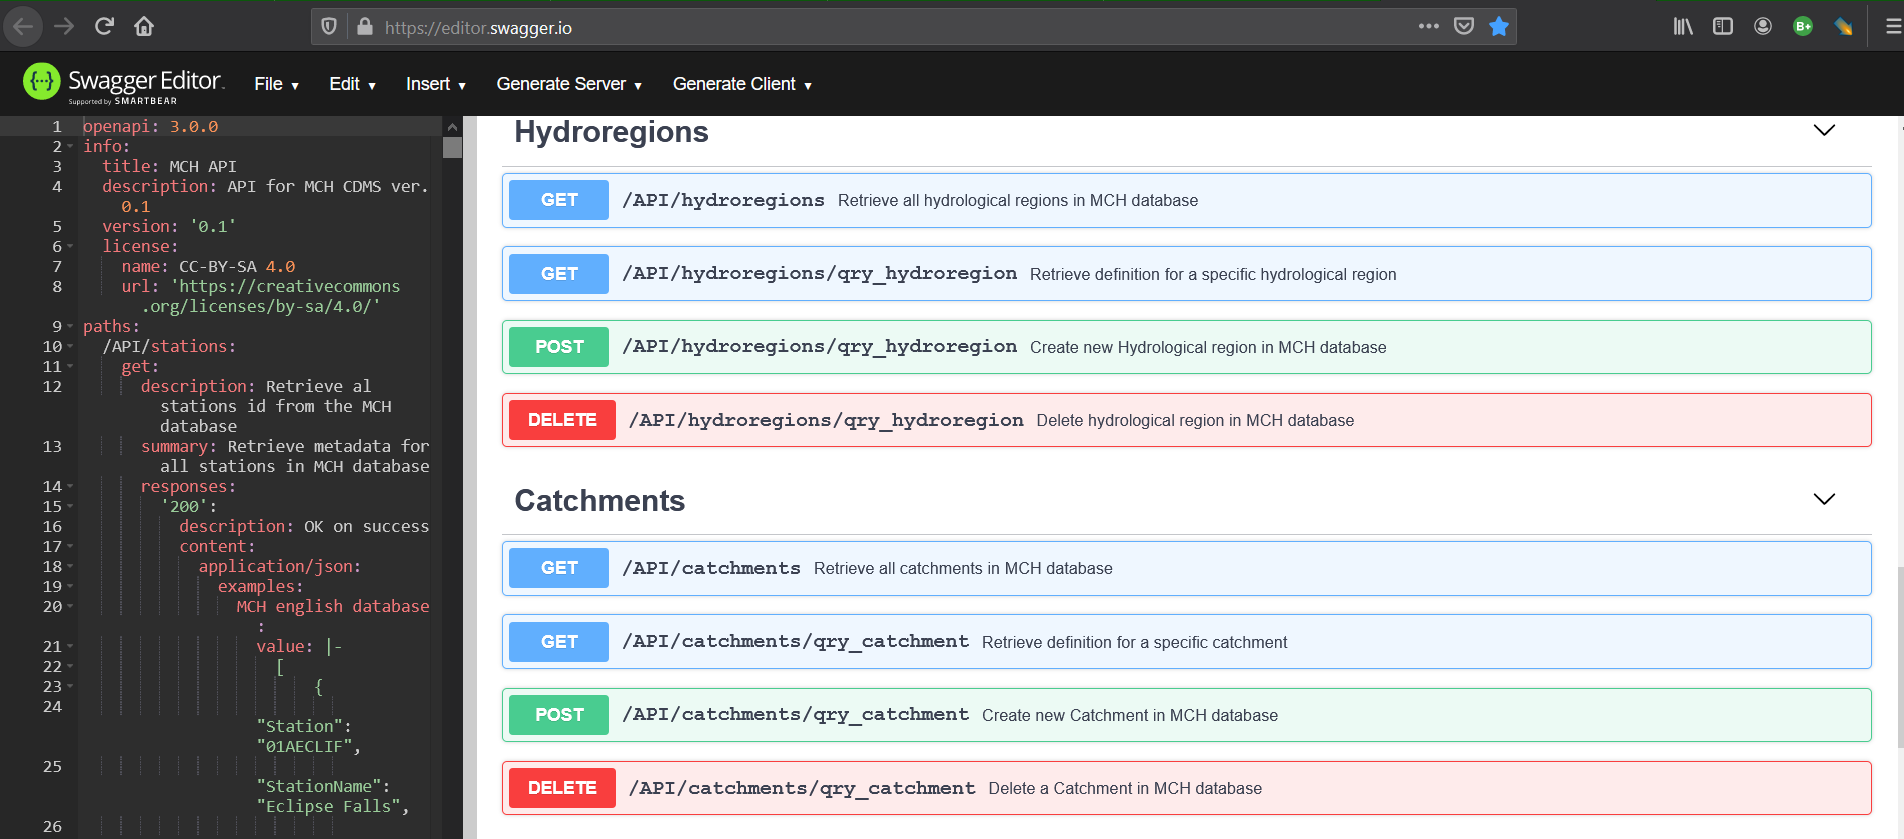 https://editor.swagger.io
B+
{...} Swagger Editor.
Supported by SMARTBEAR
File ▾ Edit ▾ Insert ▾ Generate Server ▾ Generate Client ▾
1 openapi: 3.0.0
2 info:
3 title: MCH API
4 description: API for MCH CDMS ver.
0.1
5 version: '0.1'
6 license:
7 name: CC-BY-SA 4.0
8 url: 'https://creativecommons
.org/licenses/by-sa/4.0/'
9 paths:
10 /API/stations:
11 get:
12 description: Retrieve al
stations id from the MCH
database
13 summary: Retrieve metadata for
all stations in MCH database
14 responses:
15 '200':
16 description: OK on success
17 content:
18 application/json:
19 examples:
20 MCH english database
:
21 value: |-
22 [
23 {
24
"Station":
"01AECLIF",
25
"StationName":
"Eclipse Falls",
26
Hydroregions
GET /API/hydroregions Retrieve all hydrological regions in MCH database
GET /API/hydroregions/qry_hydroregion Retrieve definition for a specific hydrological region
POST /API/hydroregions/qry_hydroregion Create new Hydrological region in MCH database
DELETE /API/hydroregions/qry_hydroregion Delete hydrological region in MCH database
Catchments
GET /API/catchments Retrieve all catchments in MCH database
GET /API/catchments/qry_catchment Retrieve definition for a specific catchment
POST /API/catchments/qry_catchment Create new Catchment in MCH database
DELETE /API/catchments/qry_catchment Delete a Catchment in MCH database